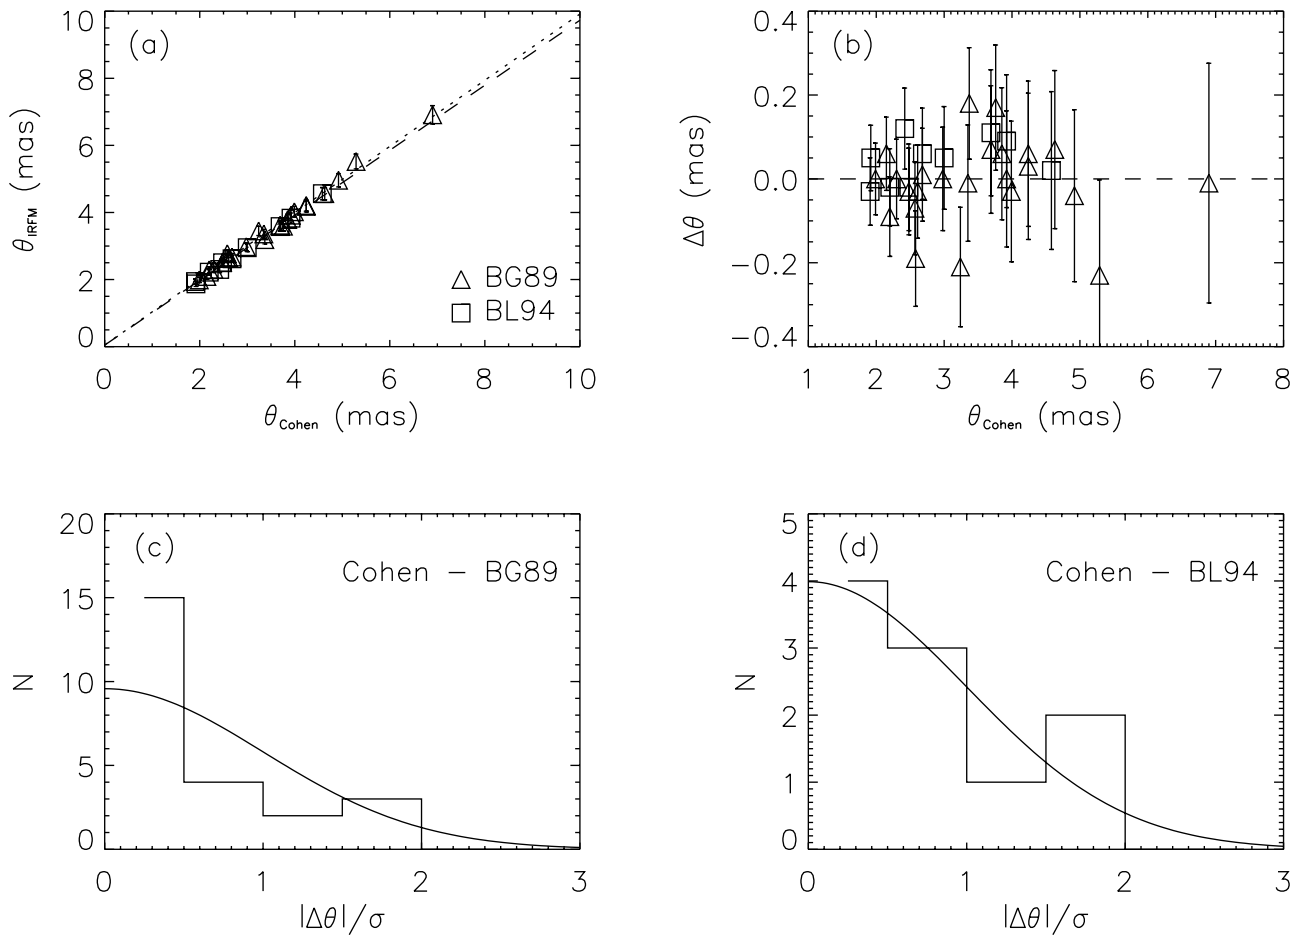 (a)
10
8
6
4
2
0
θIRFM (mas)
△ BG89
□ BL94
0 2 4 6 8 10
θCohen (mas)
(b)
0.4
0.2
0.0
−0.2
−0.4
Δθ (mas)
1 2 3 4 5 6 7 8
θCohen (mas)
(c)
Cohen − BG89
20
15
10
5
0
N
0 1 2 3
|Δθ|/σ
(d)
Cohen − BL94
5
4
3
2
1
0
N
0 1 2 3
|Δθ|/σ